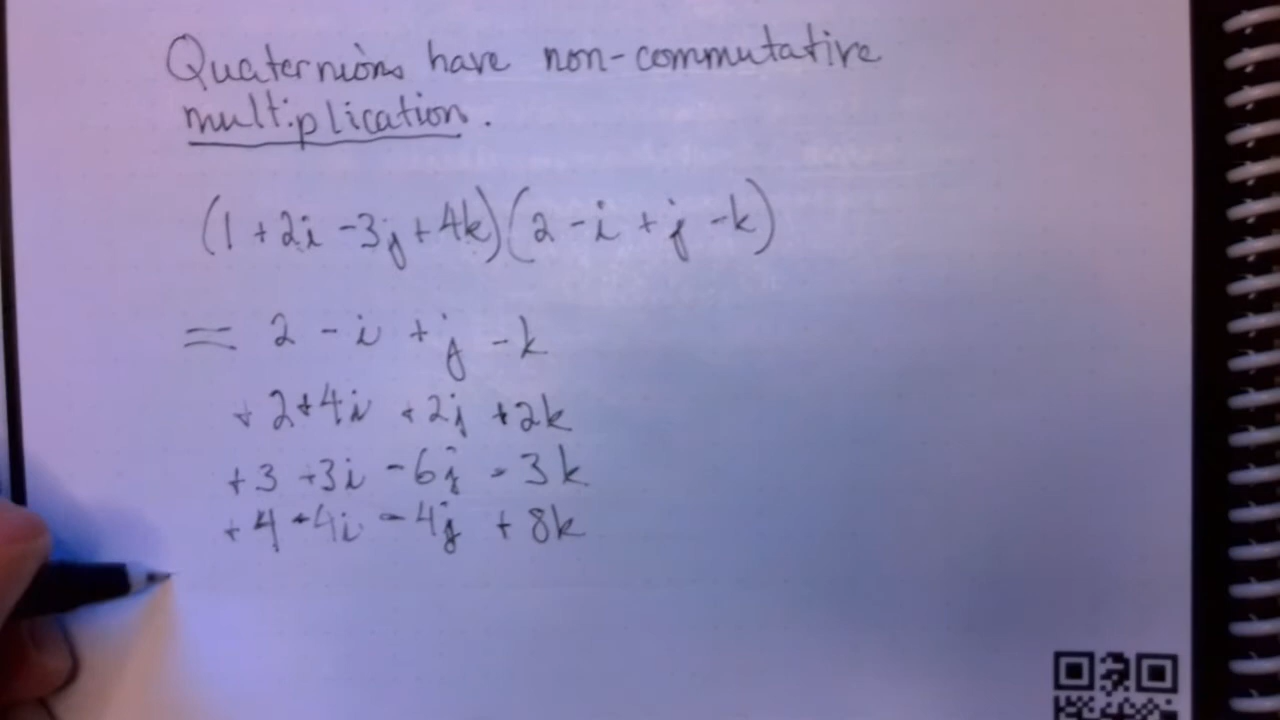 Quaternions have non-commutative
multiplication.
(1 + 2i - 3j + 4k)(2 - i + j - k)
= 2 - i + j - k
+ 2 + 4i + 2j + 2k
+ 3 + 3i - 6j - 3k
+ 4 - 4i - 4j + 8k